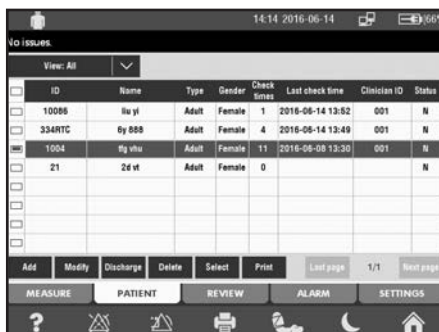 14:14 2016-06-14 66%
No issues.
View: All
ID Name Type Gender Check times Last check time Clinician ID Status
10086 liu yi Adult Female 1 2016-06-14 13:52 001 N
334RTC 6y 888 Adult Female 4 2016-06-14 13:49 001 N
1004 tfg vhu Adult Female 11 2016-06-08 13:30 001 N
21 2d vt Adult Female 0 N
Add Modify Discharge Delete Select Print Last page 1/1 Next page
MEASURE PATIENT REVIEW ALARM SETTINGS
?